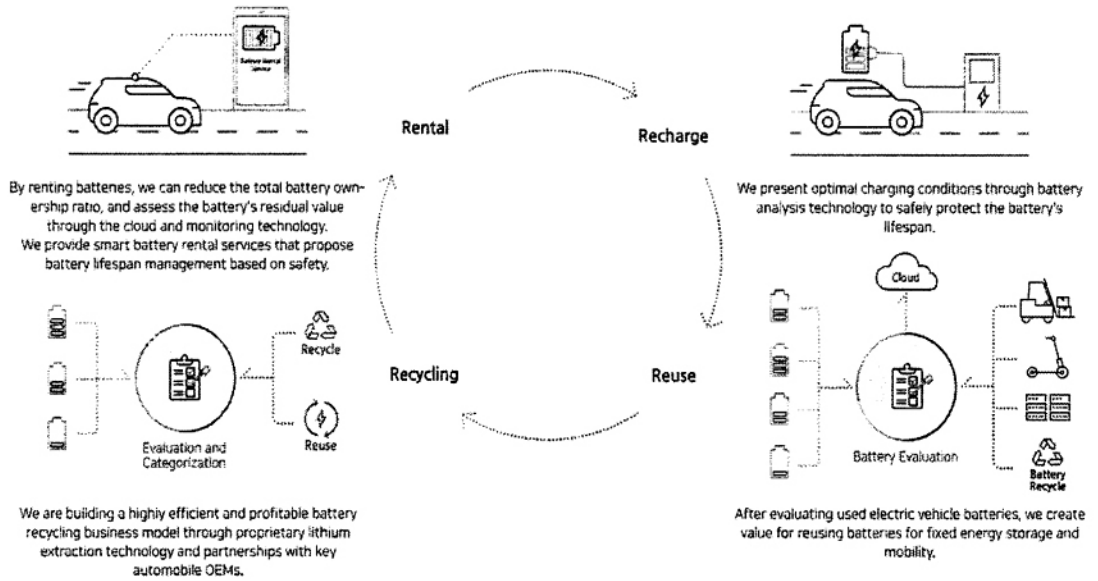 Battery Rental
Service
Rental
By renting batteries, we can reduce the total battery own-
ership ratio, and assess the battery's residual value
through the cloud and monitoring technology.
We provide smart battery rental services that propose
battery lifespan management based on safety.
Recharge
We present optimal charging conditions through battery
analysis technology to safely protect the battery's
lifespan.
Recycling
Recycle
Reuse
Evaluation and
Categorization
We are building a highly efficient and profitable battery
recycling business model through proprietary lithium
extraction technology and partnerships with key
automobile OEMs.
Reuse
Cloud
Battery Evaluation
Battery
Recycle
After evaluating used electric vehicle batteries, we create
value for reusing batteries for fixed energy storage and
mobility.